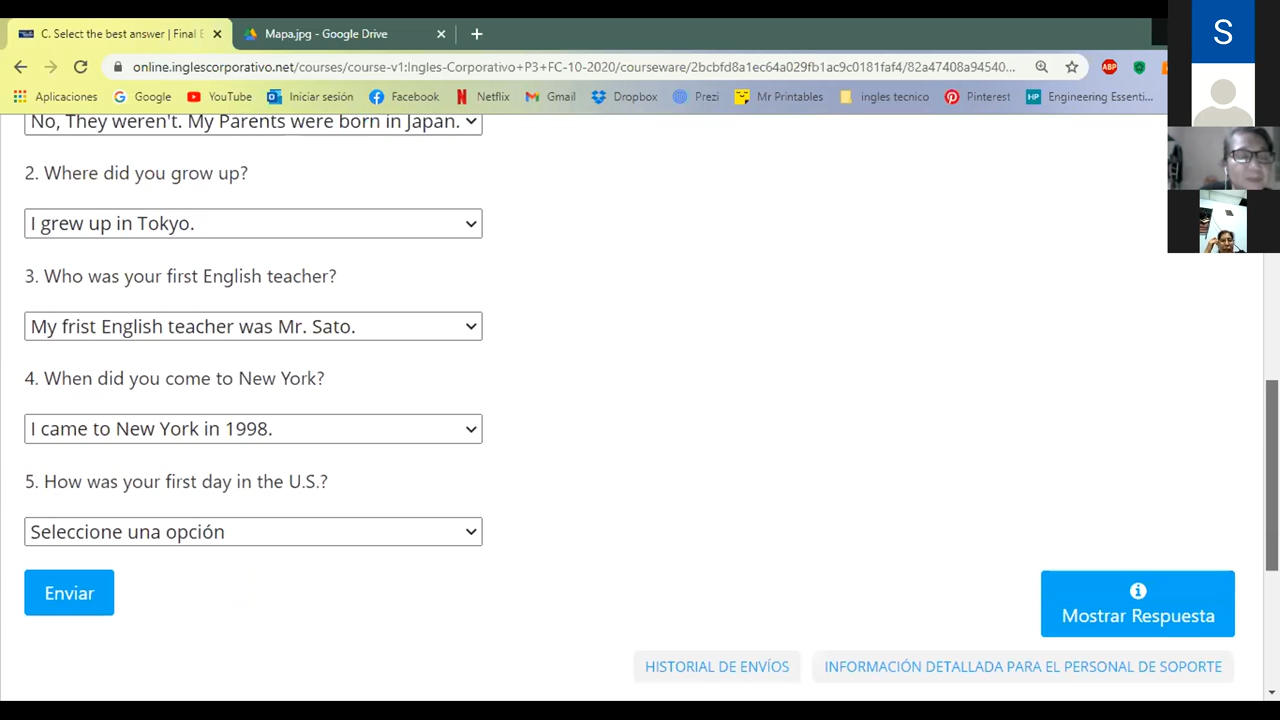 C. Select the best answer | Final E
Mapa.jpg - Google Drive
S
online.inglescorporativo.net/courses/course-v1:Ingles-Corporativo+P3+FC-10-2020/courseware/2bcbfd8a1ec64a029fb1ac9c0181faf4/82a47408a94540...
ABP
Aplicaciones
Google
YouTube
Iniciar sesión
Facebook
Netflix
Gmail
Dropbox
Prezi
Mr Printables
ingles tecnico
Pinterest
HP
Engineering Essenti...
No, They weren't. My Parents were born in Japan.
2. Where did you grow up?
I grew up in Tokyo.
3. Who was your first English teacher?
My frist English teacher was Mr. Sato.
4. When did you come to New York?
I came to New York in 1998.
5. How was your first day in the U.S.?
Seleccione una opción
Enviar
Mostrar Respuesta
HISTORIAL DE ENVÍOS
INFORMACIÓN DETALLADA PARA EL PERSONAL DE SOPORTE